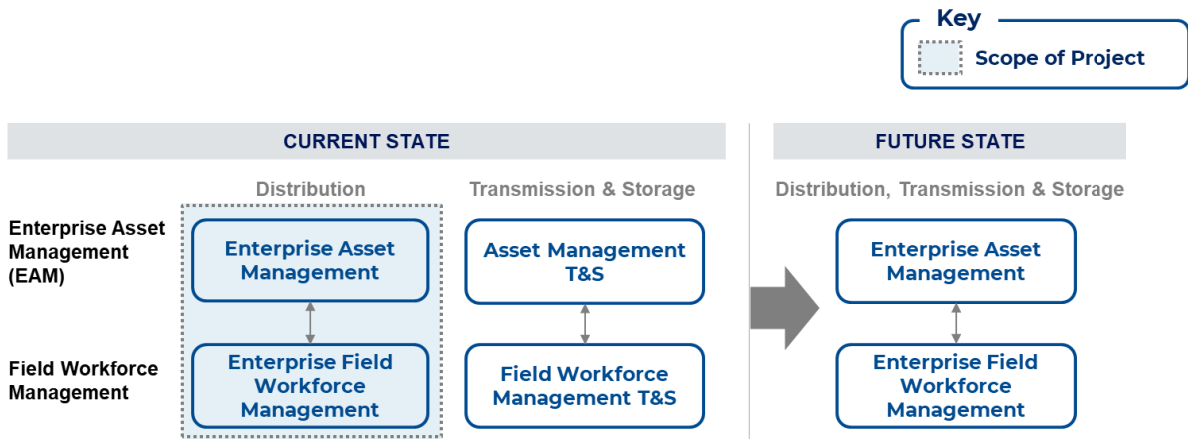 Key
Scope of Project
CURRENT STATE
FUTURE STATE
Distribution
Transmission & Storage
Distribution, Transmission & Storage
Enterprise Asset
Management
(EAM)
Enterprise Asset
Management
Asset Management
T&S
Enterprise Asset
Management
Field Workforce
Management
Enterprise Field
Workforce
Management
Field Workforce
Management T&S
Enterprise Field
Workforce
Management